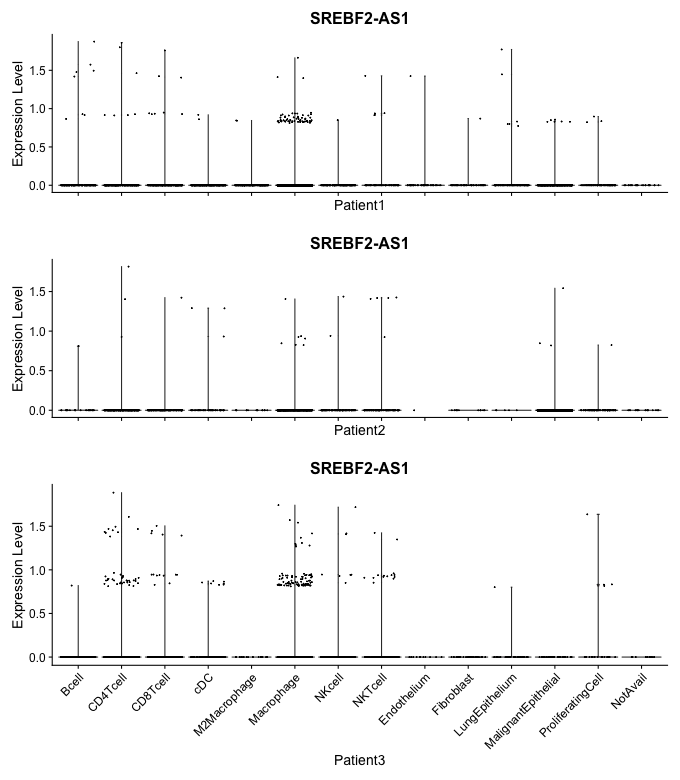 SREBF2-AS1
Expression Level
1.5
1.0
0.5
0.0
Patient1
SREBF2-AS1
Expression Level
1.5
1.0
0.5
0.0
Patient2
SREBF2-AS1
Expression Level
1.5
1.0
0.5
0.0
Bcell
CD4Tcell
CD8Tcell
cDC
M2Macrophage
Macrophage
NKcell
NKTcell
Endothelium
Fibroblast
LungEpithelium
MalignantEpithelial
ProliferatingCell
NotAvail
Patient3